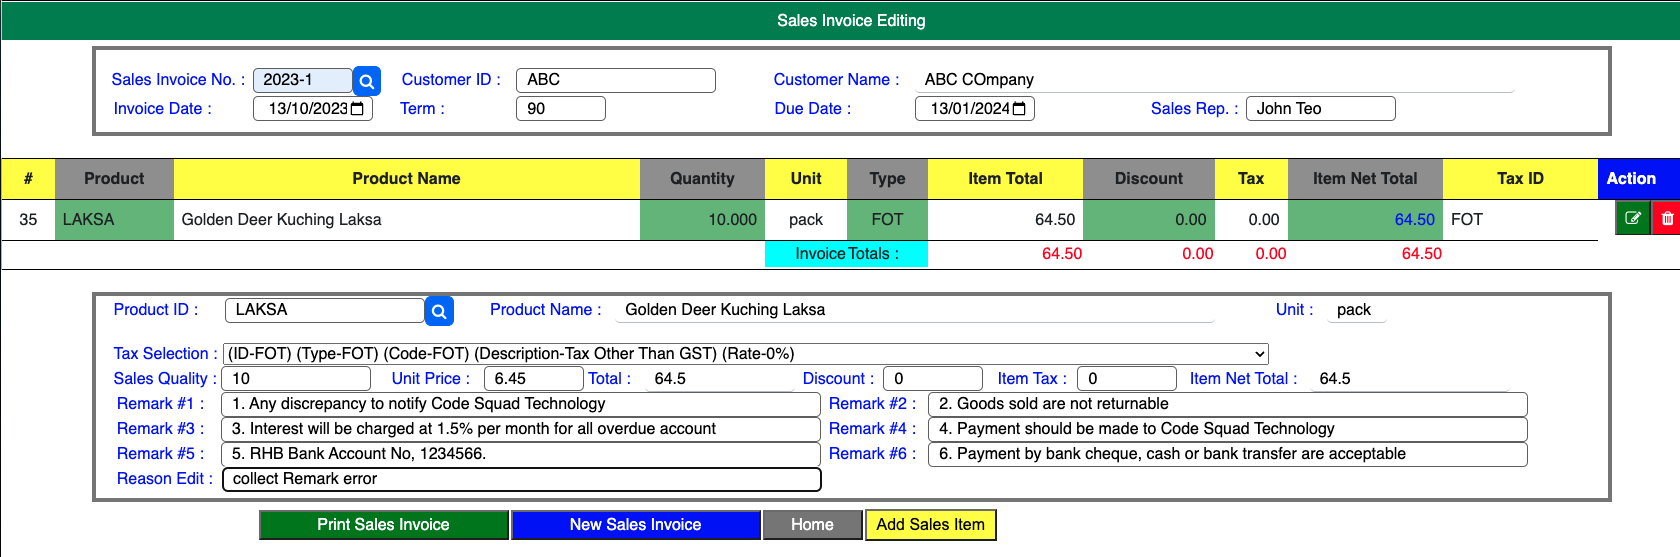 Sales Invoice Editing
Sales Invoice No. : 2023-1 Customer ID : ABC Customer Name : ABC COmpany
Invoice Date : 13/10/2023 Term : 90 Due Date : 13/01/2024 Sales Rep. : John Teo
# Product Product Name Quantity Unit Type Item Total Discount Tax Item Net Total Tax ID Action
35 LAKSA Golden Deer Kuching Laksa 10.000 pack FOT 64.50 0.00 0.00 64.50 FOT
Invoice Totals : 64.50 0.00 0.00 64.50
Product ID : LAKSA Product Name : Golden Deer Kuching Laksa Unit : pack
Tax Selection : (ID-FOT) (Type-FOT) (Code-FOT) (Description-Tax Other Than GST) (Rate-0%)
Sales Quality : 10 Unit Price : 6.45 Total : 64.5 Discount : 0 Item Tax : 0 Item Net Total : 64.5
Remark #1 : 1. Any discrepancy to notify Code Squad Technology Remark #2 : 2. Goods sold are not returnable
Remark #3 : 3. Interest will be charged at 1.5% per month for all overdue account Remark #4 : 4. Payment should be made to Code Squad Technology
Remark #5 : 5. RHB Bank Account No, 1234566. Remark #6 : 6. Payment by bank cheque, cash or bank transfer are acceptable
Reason Edit : collect Remark error
Print Sales Invoice New Sales Invoice Home Add Sales Item